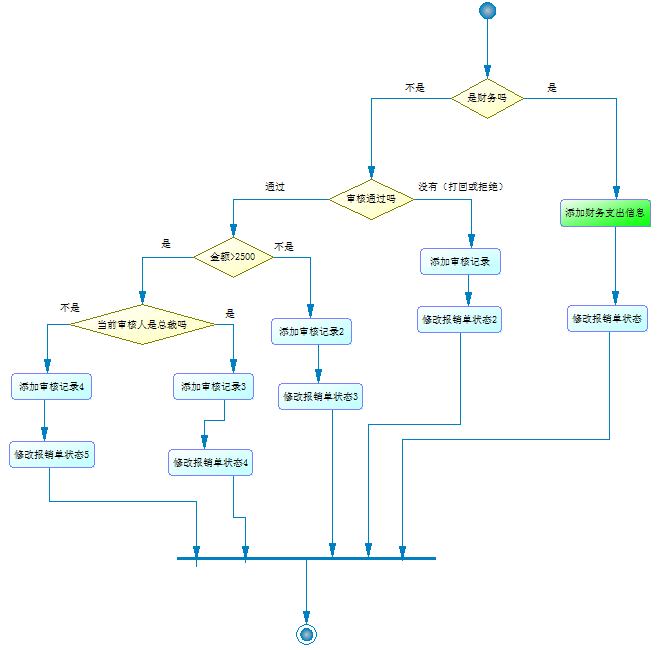 不是
是
是财务吗
通过
审核通过吗
没有（打回或拒绝）
添加财务支出信息
是
金额>2500
不是
添加审核记录
不是
当前审核人是总裁吗
是
添加审核记录2
修改报销单状态2
修改报销单状态
添加审核记录4
添加审核记录3
修改报销单状态3
修改报销单状态5
修改报销单状态4